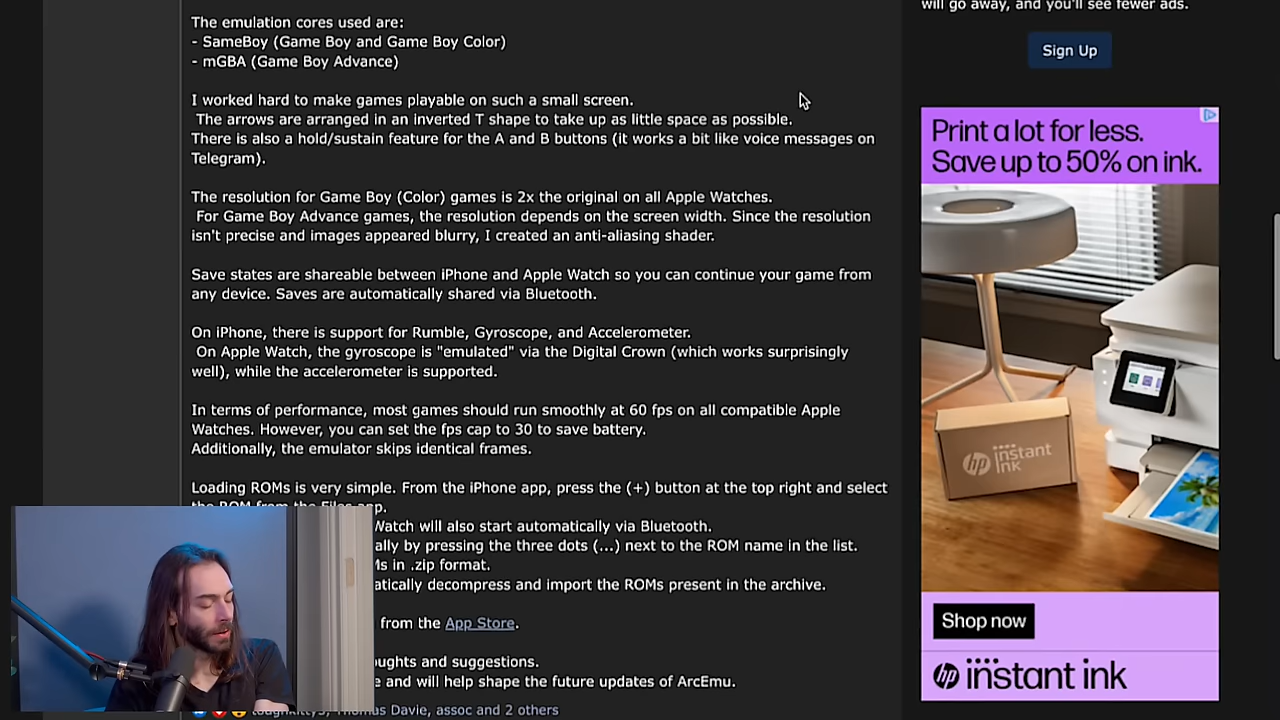 will go away, and you'll see fewer ads.
Sign Up
The emulation cores used are:
- SameBoy (Game Boy and Game Boy Color)
- mGBA (Game Boy Advance)
I worked hard to make games playable on such a small screen.
The arrows are arranged in an inverted T shape to take up as little space as possible.
There is also a hold/sustain feature for the A and B buttons (it works a bit like voice messages on
Telegram).
The resolution for Game Boy (Color) games is 2x the original on all Apple Watches.
For Game Boy Advance games, the resolution depends on the screen width. Since the resolution
isn't precise and images appeared blurry, I created an anti-aliasing shader.
Save states are shareable between iPhone and Apple Watch so you can continue your game from
any device. Saves are automatically shared via Bluetooth.
On iPhone, there is support for Rumble, Gyroscope, and Accelerometer.
On Apple Watch, the gyroscope is "emulated" via the Digital Crown (which works surprisingly
well), while the accelerometer is supported.
In terms of performance, most games should run smoothly at 60 fps on all compatible Apple
Watches. However, you can set the fps cap to 30 to save battery.
Additionally, the emulator skips identical frames.
Loading ROMs is very simple. From the iPhone app, press the (+) button at the top right and select
the ROM from the Files app.
Watch will also start automatically via Bluetooth.
ally by pressing the three dots (...) next to the ROM name in the list.
Ms in .zip format.
atically decompress and import the ROMs present in the archive.
from the App Store.
oughts and suggestions.
e and will help shape the future updates of ArcEmu.
toughkitty5, Thomas Davie, assoc and 2 others
Print a lot for less.
Save up to 50% on ink.
hp instant ink
Shop now
hp instant ink